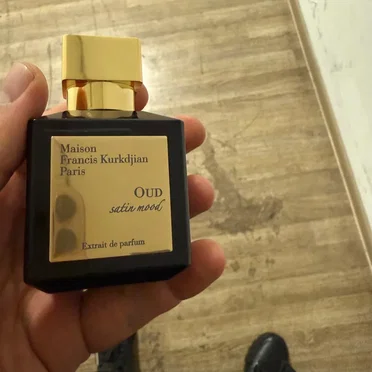 Maison
Francis Kurkdjian
Paris
OUD
satin mood
Extrait de parfum